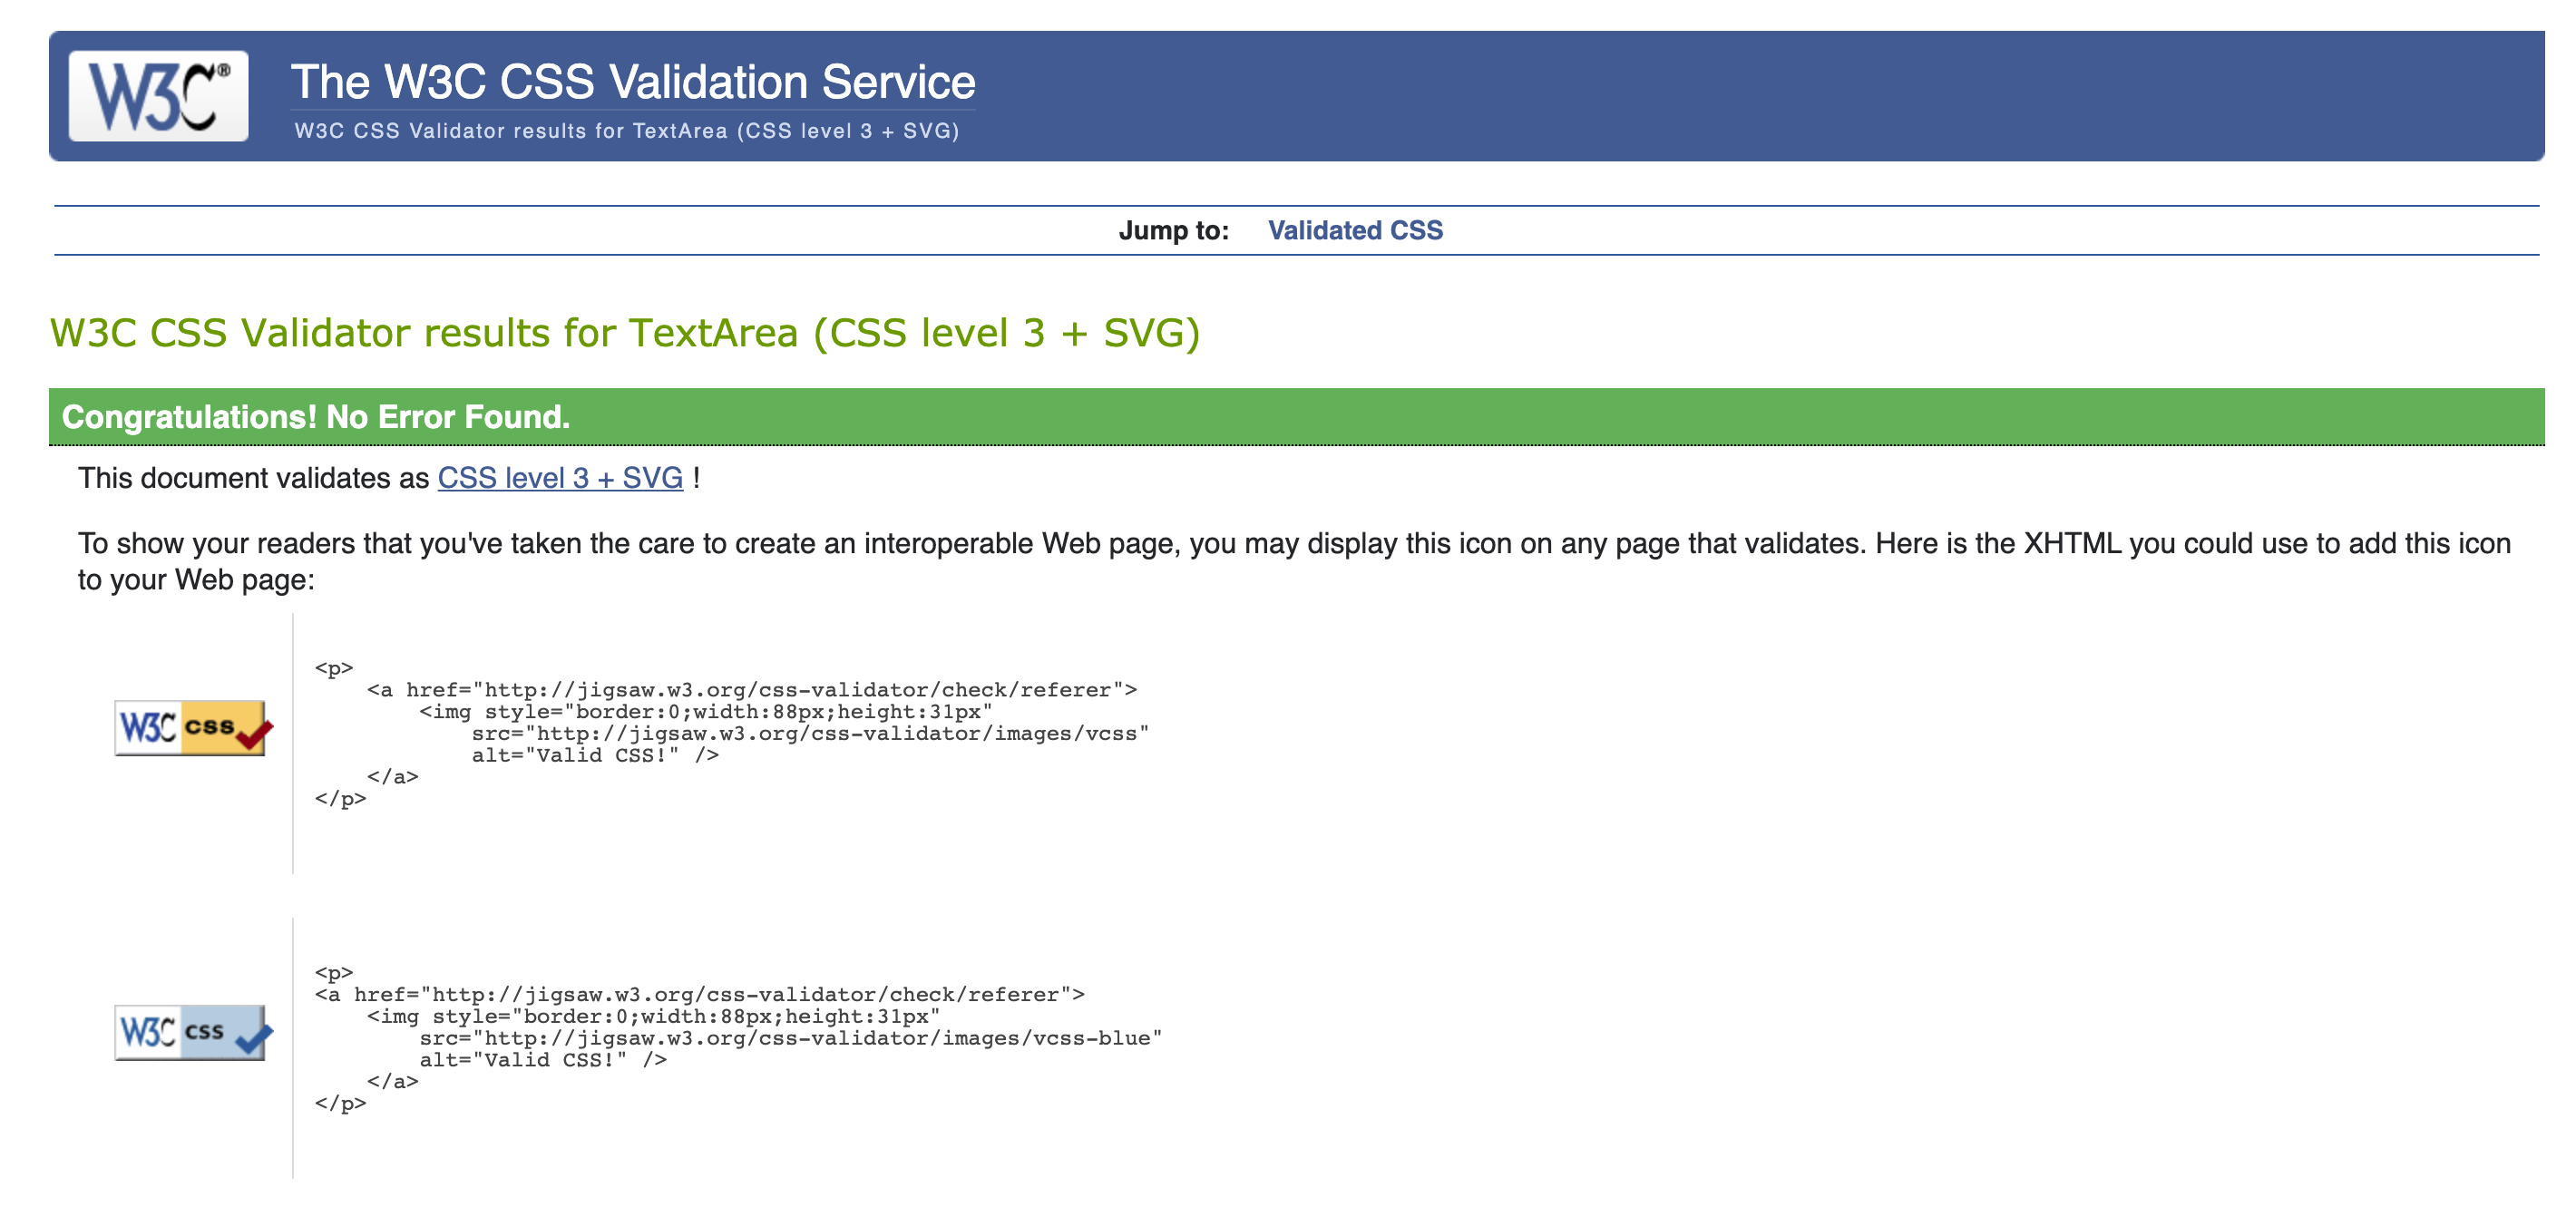 W3C®
The W3C CSS Validation Service
W3C CSS Validator results for TextArea (CSS level 3 + SVG)
Jump to: Validated CSS
W3C CSS Validator results for TextArea (CSS level 3 + SVG)
Congratulations! No Error Found.
This document validates as CSS level 3 + SVG !
To show your readers that you've taken the care to create an interoperable Web page, you may display this icon on any page that validates. Here is the XHTML you could use to add this icon
to your Web page:
W3C css
<p>
    <a href="http://jigsaw.w3.org/css-validator/check/referer">
        <img style="border:0;width:88px;height:31px"
            src="http://jigsaw.w3.org/css-validator/images/vcss"
            alt="Valid CSS!" />
    </a>
</p>
W3C css
<p>
<a href="http://jigsaw.w3.org/css-validator/check/referer">
    <img style="border:0;width:88px;height:31px"
        src="http://jigsaw.w3.org/css-validator/images/vcss-blue"
        alt="Valid CSS!" />
    </a>
</p>